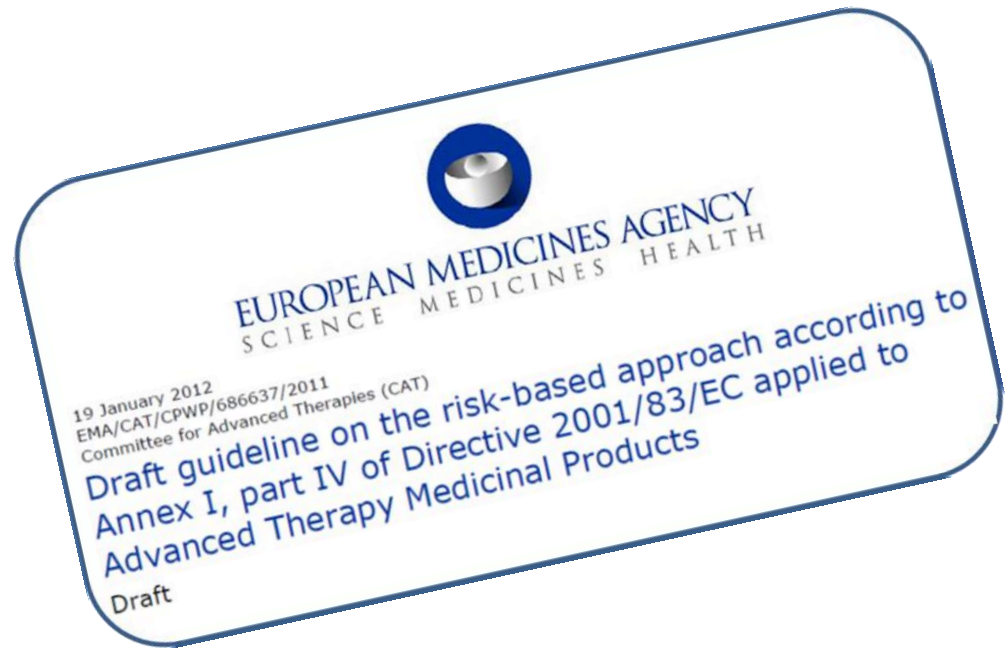 EUROPEAN MEDICINES AGENCY
SCIENCE MEDICINES HEALTH
19 January 2012
EMA/CAT/CPWP/686637/2011
Committee for Advanced Therapies (CAT)
Draft guideline on the risk-based approach according to
Annex I, part IV of Directive 2001/83/EC applied to
Advanced Therapy Medicinal Products
Draft